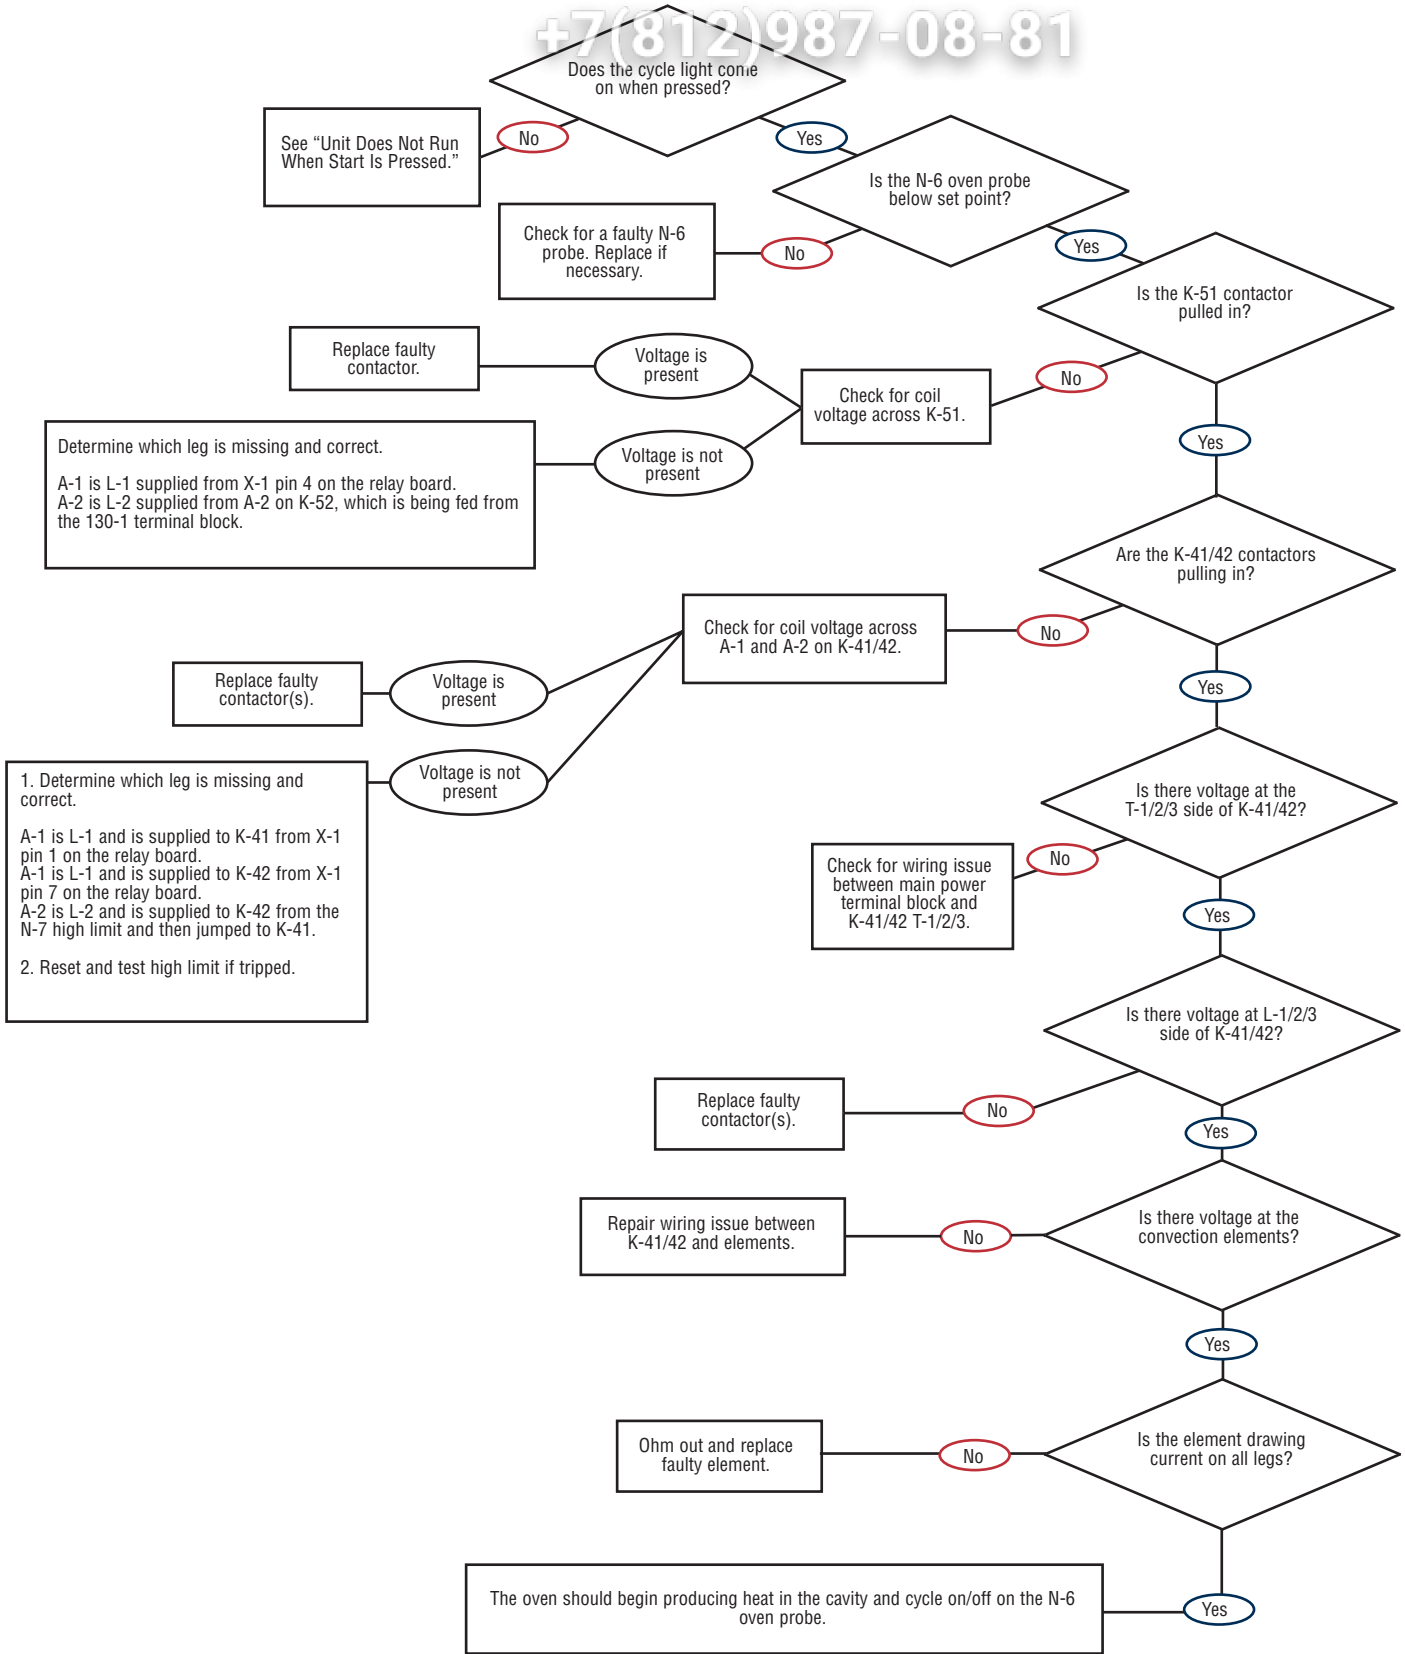 +7(812)987-08-81
Does the cycle light come
on when pressed?
No
Yes
See “Unit Does Not Run
When Start Is Pressed.”
Is the N-6 oven probe
below set point?
No
Yes
Check for a faulty N-6
probe. Replace if
necessary.
Is the K-51 contactor
pulled in?
No
Yes
Check for coil
voltage across K-51.
Voltage is
present
Replace faulty
contactor.
Voltage is not
present
Determine which leg is missing and correct.
A-1 is L-1 supplied from X-1 pin 4 on the relay board.
A-2 is L-2 supplied from A-2 on K-52, which is being fed from
the 130-1 terminal block.
Are the K-41/42 contactors
pulling in?
No
Yes
Check for coil voltage across
A-1 and A-2 on K-41/42.
Voltage is
present
Replace faulty
contactor(s).
Voltage is not
present
1. Determine which leg is missing and
correct.
A-1 is L-1 and is supplied to K-41 from X-1
pin 1 on the relay board.
A-1 is L-1 and is supplied to K-42 from X-1
pin 7 on the relay board.
A-2 is L-2 and is supplied to K-42 from the
N-7 high limit and then jumped to K-41.
2. Reset and test high limit if tripped.
Is there voltage at the
T-1/2/3 side of K-41/42?
No
Yes
Check for wiring issue
between main power
terminal block and
K-41/42 T-1/2/3.
Is there voltage at L-1/2/3
side of K-41/42?
No
Yes
Replace faulty
contactor(s).
Is there voltage at the
convection elements?
No
Yes
Repair wiring issue between
K-41/42 and elements.
Is the element drawing
current on all legs?
No
Yes
Ohm out and replace
faulty element.
The oven should begin producing heat in the cavity and cycle on/off on the N-6
oven probe.